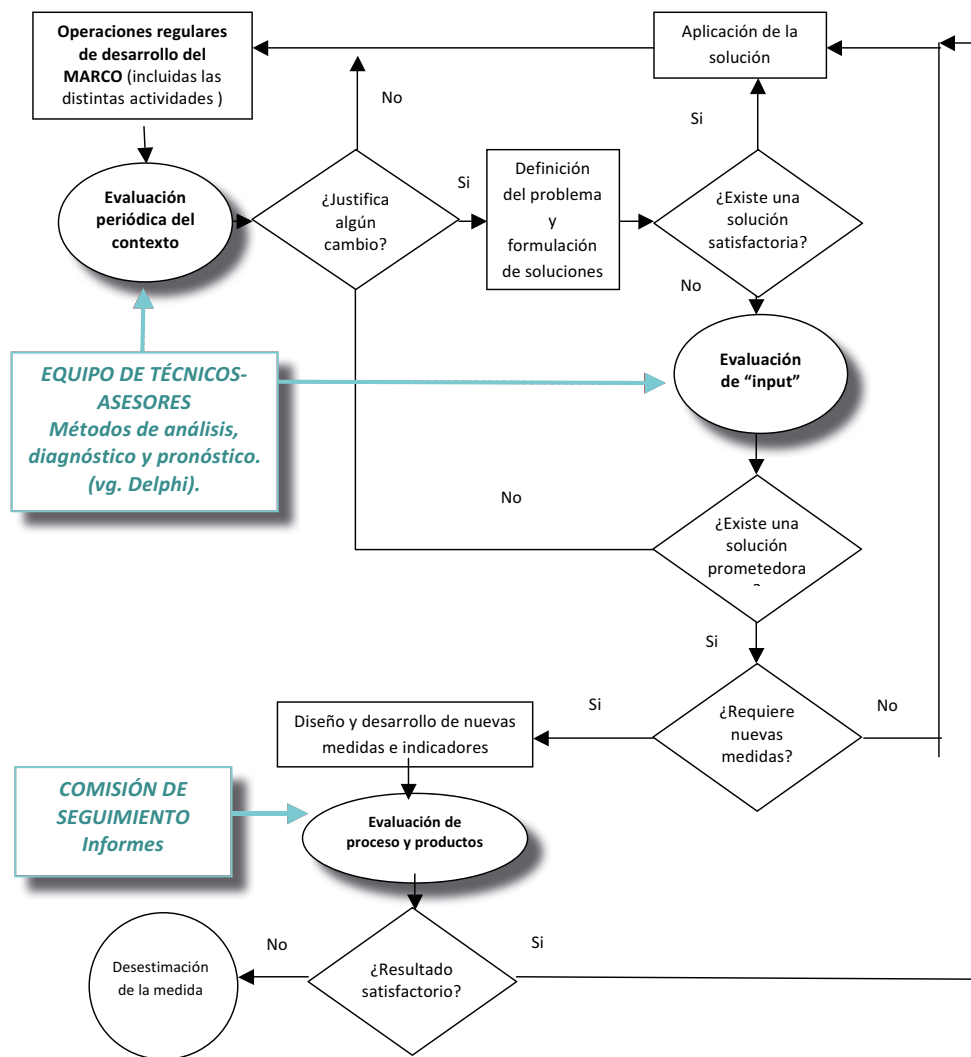 Operaciones regulares
de desarrollo del
MARCO (incluidas las
distintas actividades )
Aplicación de la
solución
No
Si
Evaluación
periódica del
contexto
¿Justifica
algún
cambio?
Si
Definición
del problema
y
formulación
de soluciones
¿Existe una
solución
satisfactoria?
No
EQUIPO DE TÉCNICOS-
ASESORES
Métodos de análisis,
diagnóstico y pronóstico.
(vg. Delphi).
Evaluación
de “input”
No
¿Existe una
solución
prometedora
?
Si
¿Requiere
nuevas
medidas?
Si
No
Diseño y desarrollo de nuevas
medidas e indicadores
COMISIÓN DE
SEGUIMIENTO
Informes
Evaluación de
proceso y productos
¿Resultado
satisfactorio?
No
Si
Desestimación
de la medida